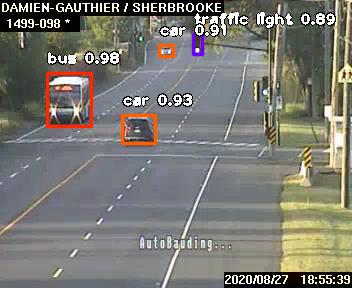 DAMIEN-GAUTHIER / SHERBROOKE
traffic light 0.89
1499-098 *
car 0.91
bus 0.98
car 0.93
AutoBauding...
2020/08/27 18:55:39